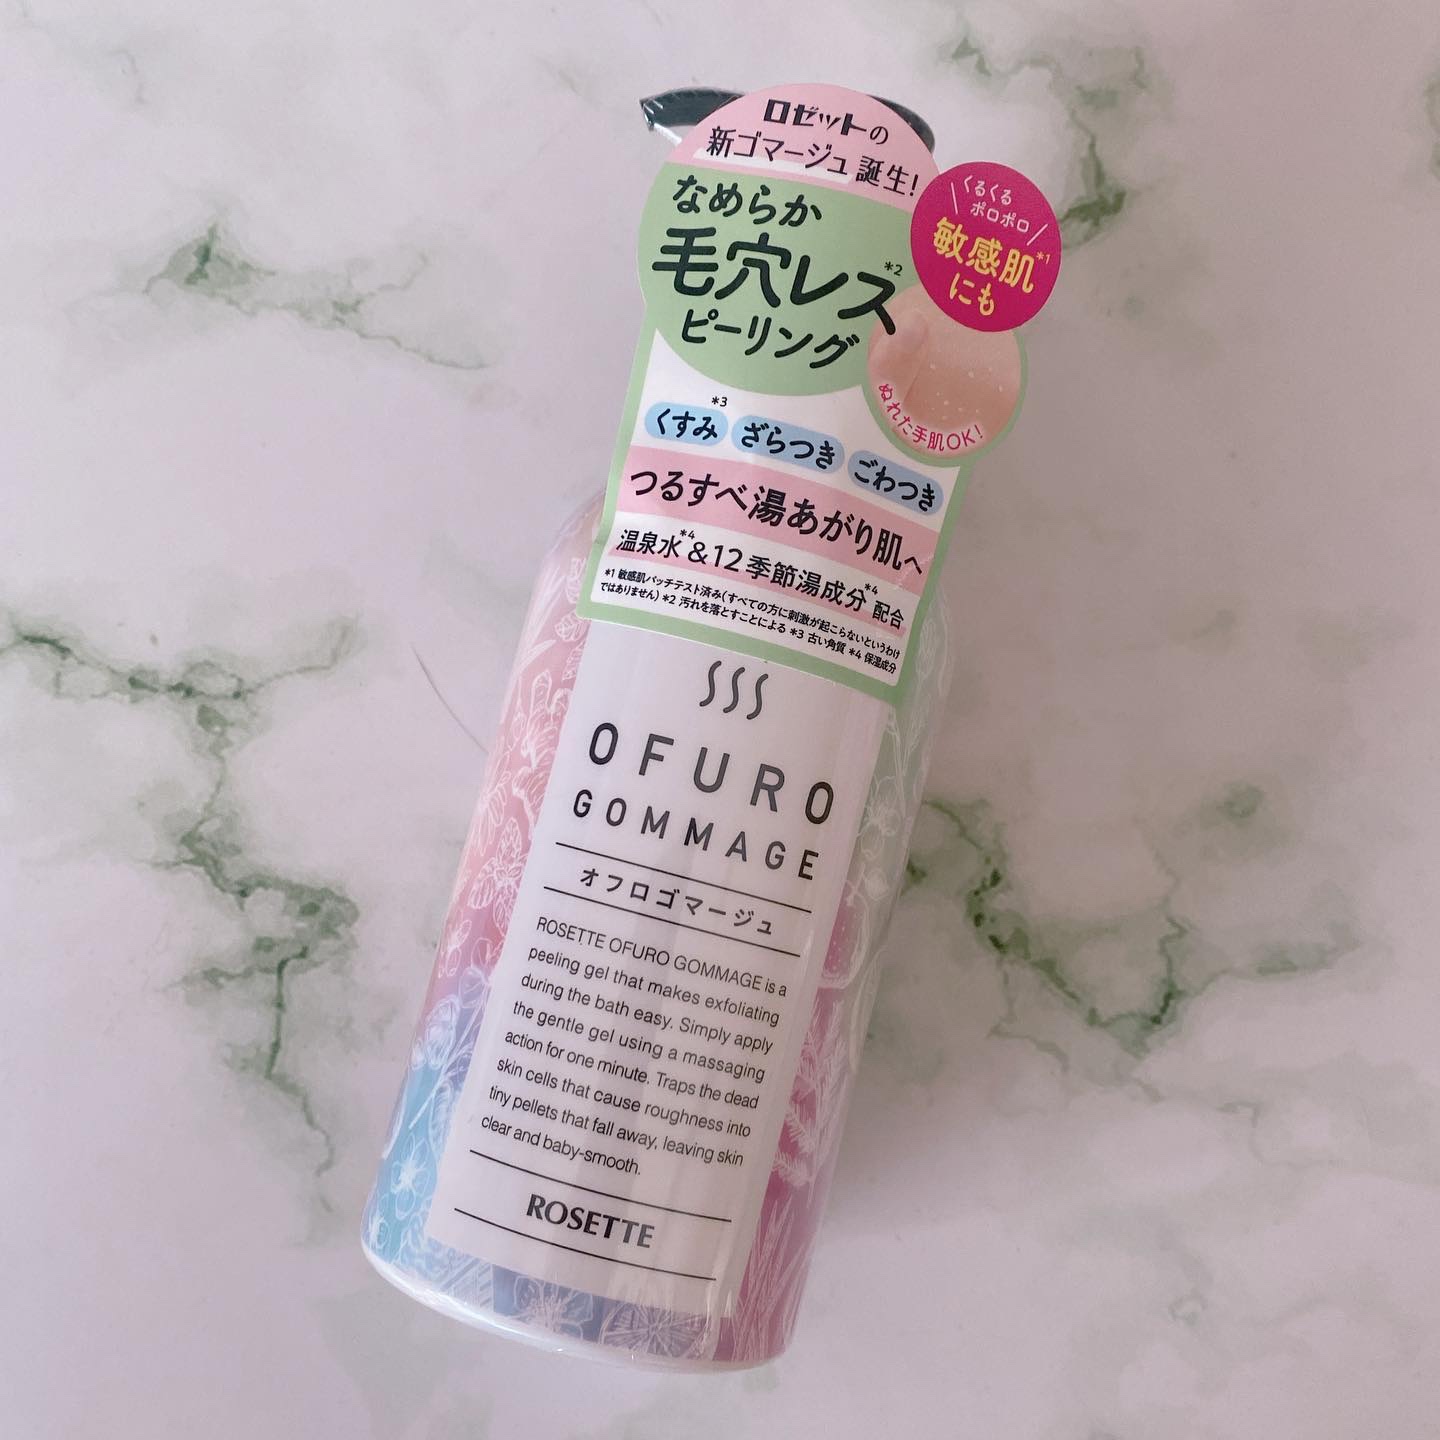 ロゼットの
新ゴマージュ誕生!
なめらか
毛穴レス*2
ピーリング
くるくる
ポロポロ
敏感肌*1
にも
ぬれた手肌OK!
くすみ*3 ざらつき ごわつき
つるすべ湯あがり肌へ
温泉水*4&12季節湯成分*4配合
*1 敏感肌パッチテスト済み(すべての方に刺激が起こらないというわけ
ではありません) *2 汚れを落とすことによる *3 古い角質 *4 保湿成分
OFURO
GOMMAGE
オフロゴマージュ
ROSETTE OFURO GOMMAGE is a
peeling gel that makes exfoliating
during the bath easy. Simply apply
the gentle gel using a massaging
action for one minute. Traps the dead
skin cells that cause roughness into
tiny pellets that fall away, leaving skin
clear and baby-smooth.
ROSETTE